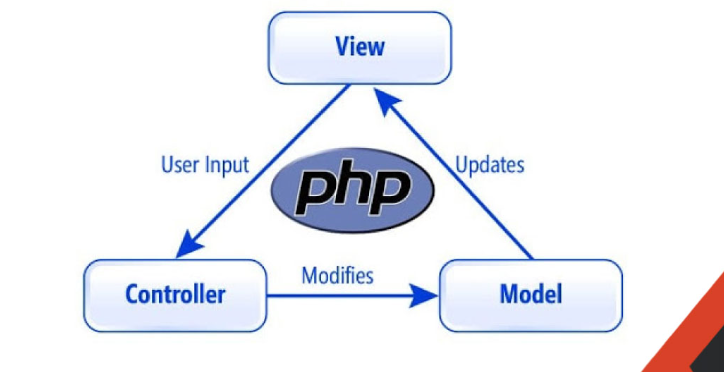 View
User Input
php
Updates
Controller
Modifies
Model